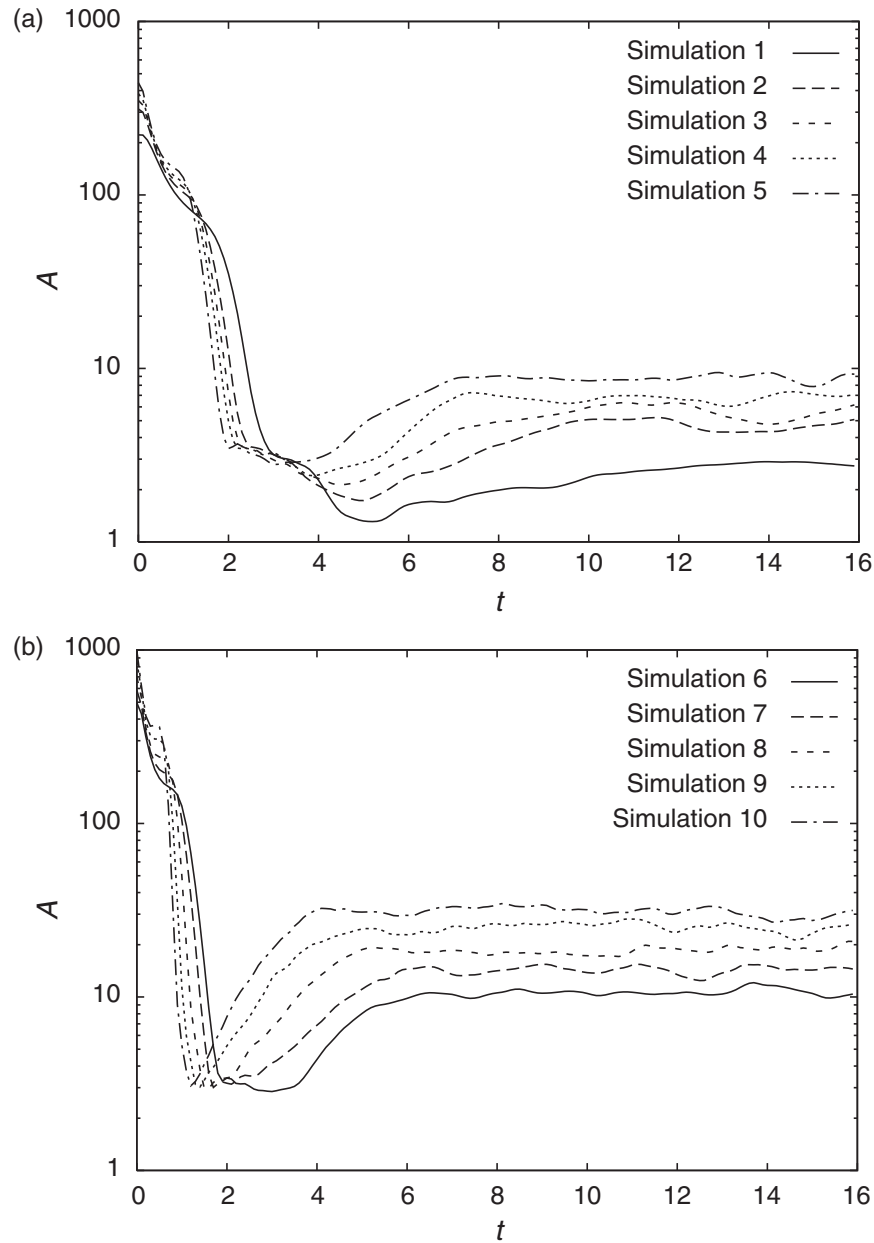 (a)
1000
100
10
1
A
Simulation 1
Simulation 2
Simulation 3
Simulation 4
Simulation 5
0 2 4 6 8 10 12 14 16
t
(b)
1000
100
10
1
A
Simulation 6
Simulation 7
Simulation 8
Simulation 9
Simulation 10
0 2 4 6 8 10 12 14 16
t